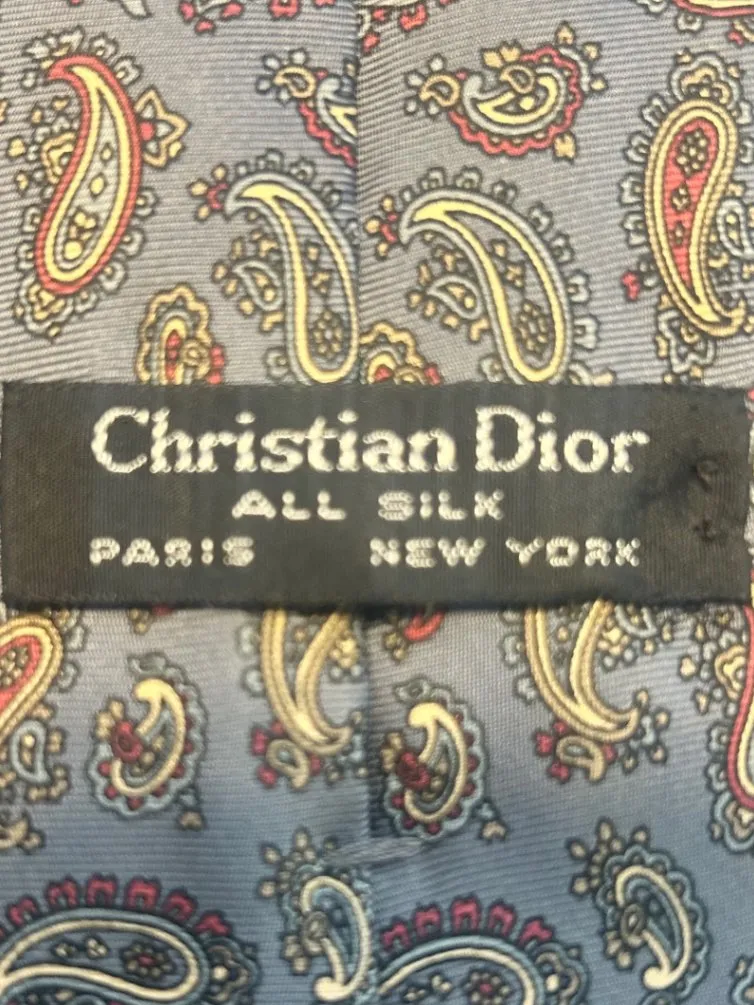 Christian Dior
ALL SILK
PARIS NEW YORK